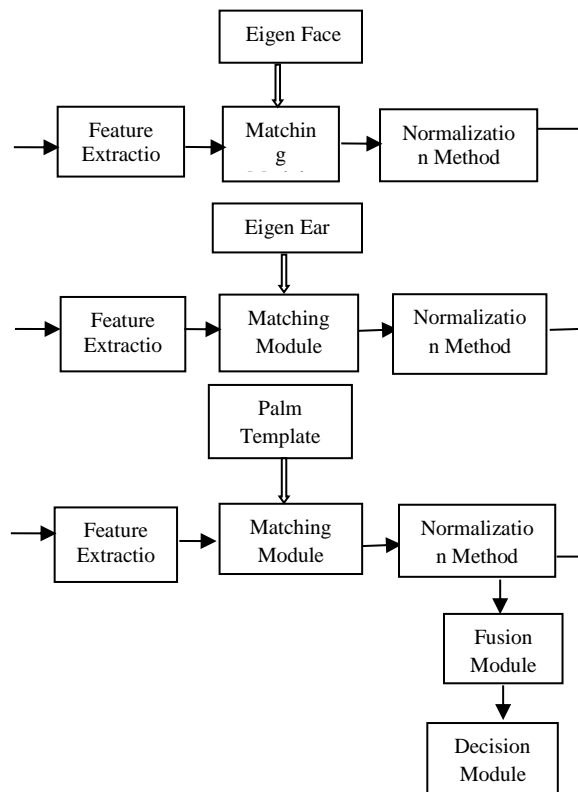 Eigen Face
Feature
Extractio
Matchin
g
Normalizatio
n Method
Eigen Ear
Feature
Extractio
Matching
Module
Normalizatio
n Method
Palm
Template
Feature
Extractio
Matching
Module
Normalizatio
n Method
Fusion
Module
Decision
Module